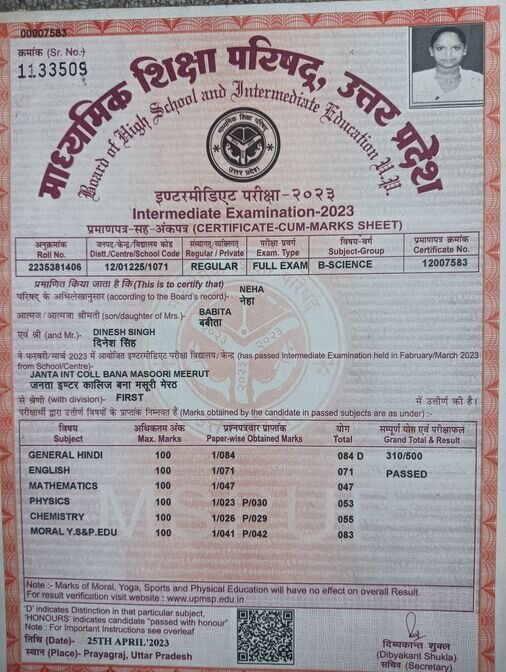 00007583
क्रमांक (Sr. No.)
1133509
माध्यमिक शिक्षा परिषद, उत्तर प्रदेश
Board of High School and Intermediate Education U.P.
माध्यमिक शिक्षा परिषद्
उत्तर प्रदेश
इण्टरमीडिएट परीक्षा-२०२३
Intermediate Examination-2023
प्रमाणपत्र-सह-अंकपत्र (CERTIFICATE-CUM-MARKS SHEET)
अनुक्रमांक जनपद/केन्द्र/विद्यालय कोड संस्थागत/व्यक्तिगत परीक्षा प्रवर्ग विषय-वर्ग प्रमाणपत्र क्रमांक
Roll No. Distt./Centre/School Code Regular / Private Exam. Type Subject-Group Certificate No.
2235381406 12/01225/1071 REGULAR FULL EXAM B-SCIENCE 12007583
प्रमाणित किया जाता है कि(This is to certify that) NEHA
परिषद के अभिलेखानुसार (according to the Board's record)- नेहा
आत्मज / आत्मजा श्रीमती (son/daughter of Mrs.)- BABITA
बबीता
एवं श्री (and Mr.)- DINESH SINGH
दिनेश सिंह
ने फरवरी/मार्च 2023 में आयोजित इण्टरमीडिएट परीक्षा विद्यालय/केन्द्र (has passed Intermediate Examination held in Fabruary/March 2023
from School/Centre)-
JANTA INT COLL BANA MASOORI MEERUT
जनता इण्टर कालिज बना मसूरी मेरठ
से श्रेणी (with division)- FIRST में उत्तीर्ण की है।
परीक्षार्थी द्वारा उत्तीर्ण विषयों के प्राप्तांक निम्नवत हैं (Marks obtained by the candidate in passed subjects are as under) :-
विषय अधिकतम अंक प्रश्नपत्रवार प्राप्तांक योग सम्पूर्ण योग एवं परीक्षाफल
Subject Max. Marks Paper-wise Obtained Marks Total Grand Total & Result
GENERAL HINDI 100 1/084 084 D 310/500
ENGLISH 100 1/071 071 PASSED
MATHEMATICS 100 1/047 047
PHYSICS 100 1/023 P/030 053
CHEMISTRY 100 1/026 P/029 055
MORAL Y.S&P.EDU 100 1/041 P/042 083
Note :- Marks of Moral, Yoga, Sports and Physical Education will have no effect on overall Result.
For result verification visit website : www.upmsp.edu.in
'D' indicates Distinction in that particular subject,
'HONOURS' indicates candidate "passed with honour"
Note : For Important Instructions see overleaf
तिथि (Date)- 25TH APRIL'2023
स्थान (Place)- Prayagraj, Uttar Pradesh
दिब्यकान्त शुक्ल
(Dibyakant Shukla)
सचिव (Secretary)